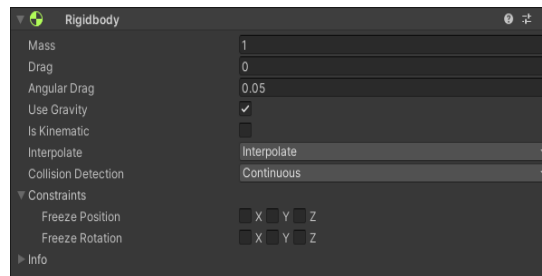 Rigidbody
Mass 1
Drag 0
Angular Drag 0.05
Use Gravity
Is Kinematic
Interpolate Interpolate
Collision Detection Continuous
Constraints
Freeze Position X Y Z
Freeze Rotation X Y Z
Info